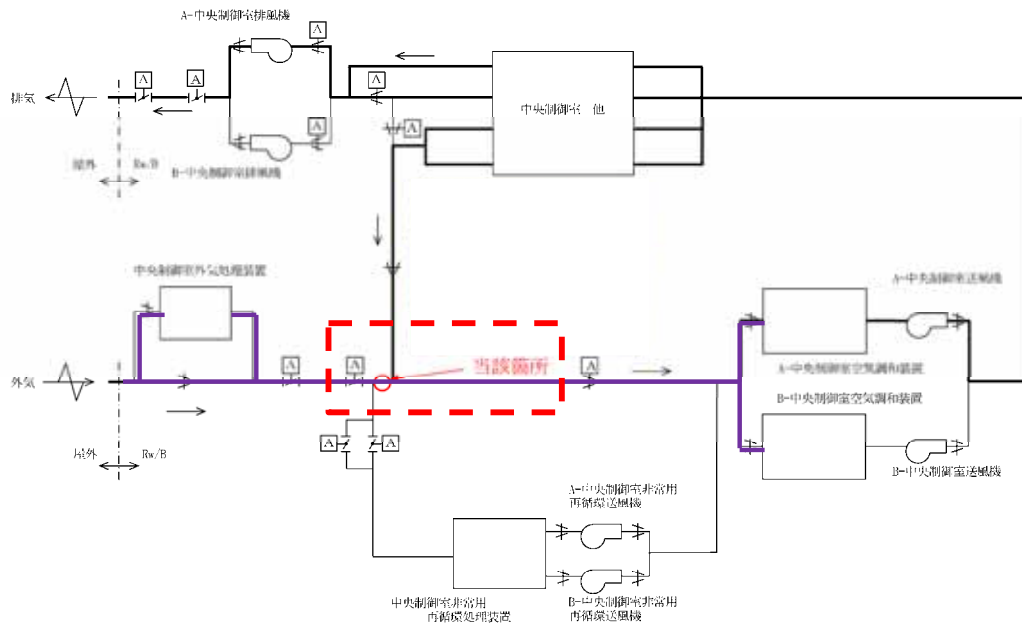 A-中央制御室排風機
A
A
A
A
排気
中央制御室 他
A
A
屋外
Rw/B
B-中央制御室排風機
中央制御室外気処理装置
A-中央制御室送風機
A
A
当該箇所
A
外気
A-中央制御室空気調和装置
B-中央制御室空気調和装置
A
A
屋外
Rw/B
B-中央制御室送風機
A-中央制御室非常用
再循環送風機
中央制御室非常用
再循環処理装置
B-中央制御室非常用
再循環送風機